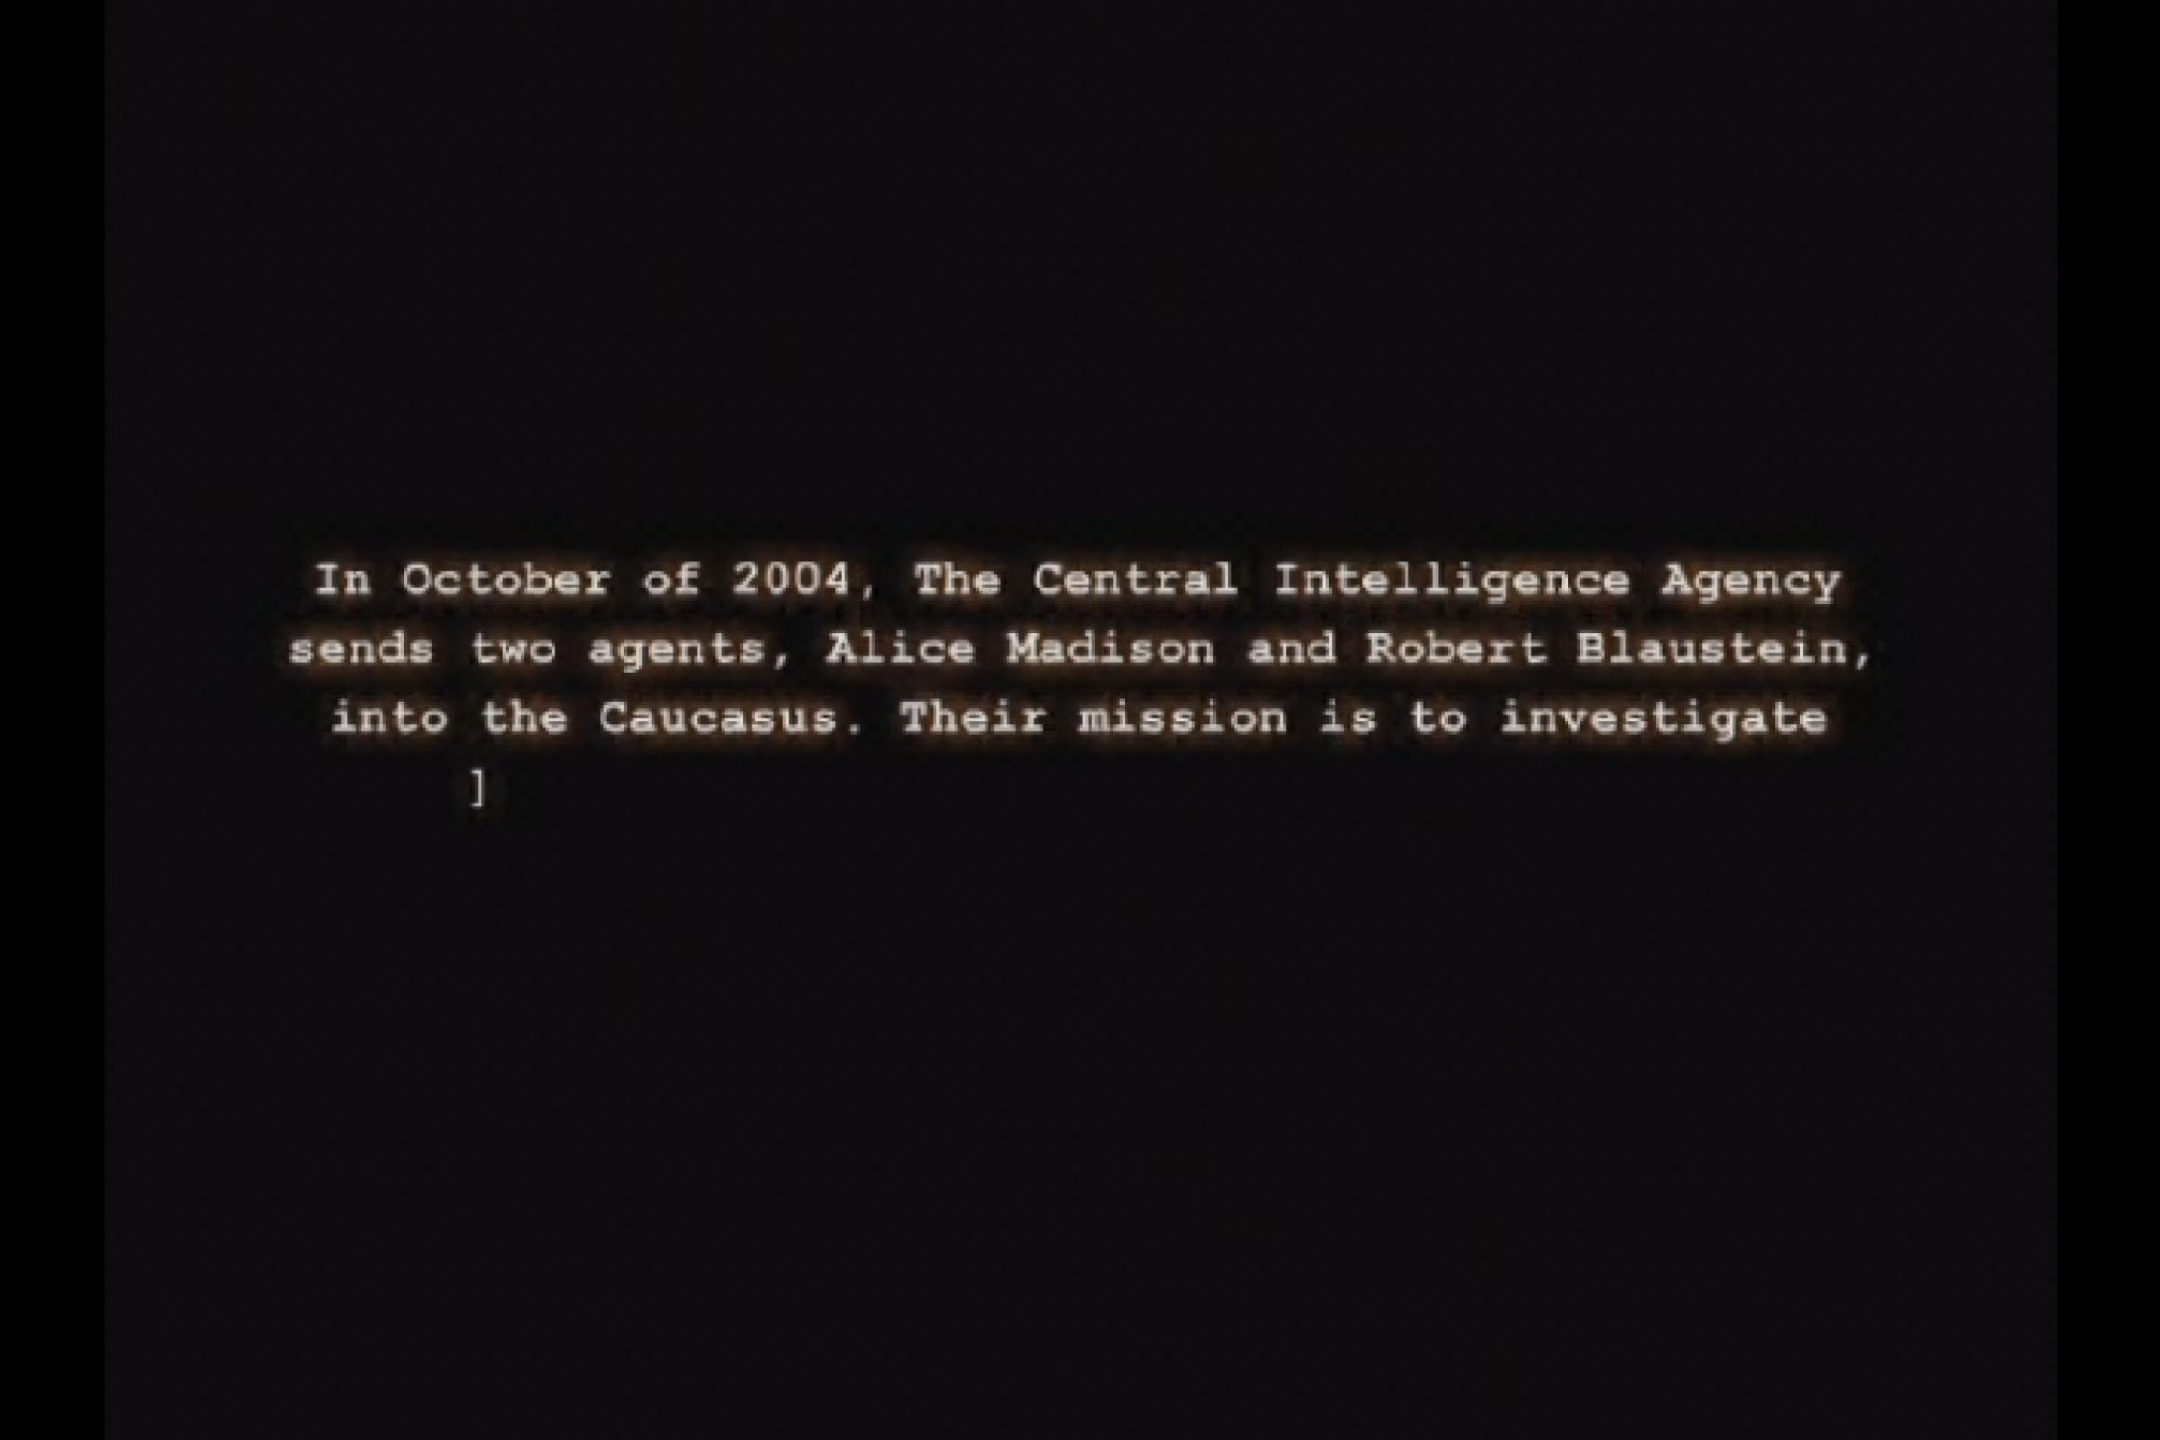 In October of 2004, The Central Intelligence Agency
sends two agents, Alice Madison and Robert Blaustein,
into the Caucasus. Their mission is to investigate
]